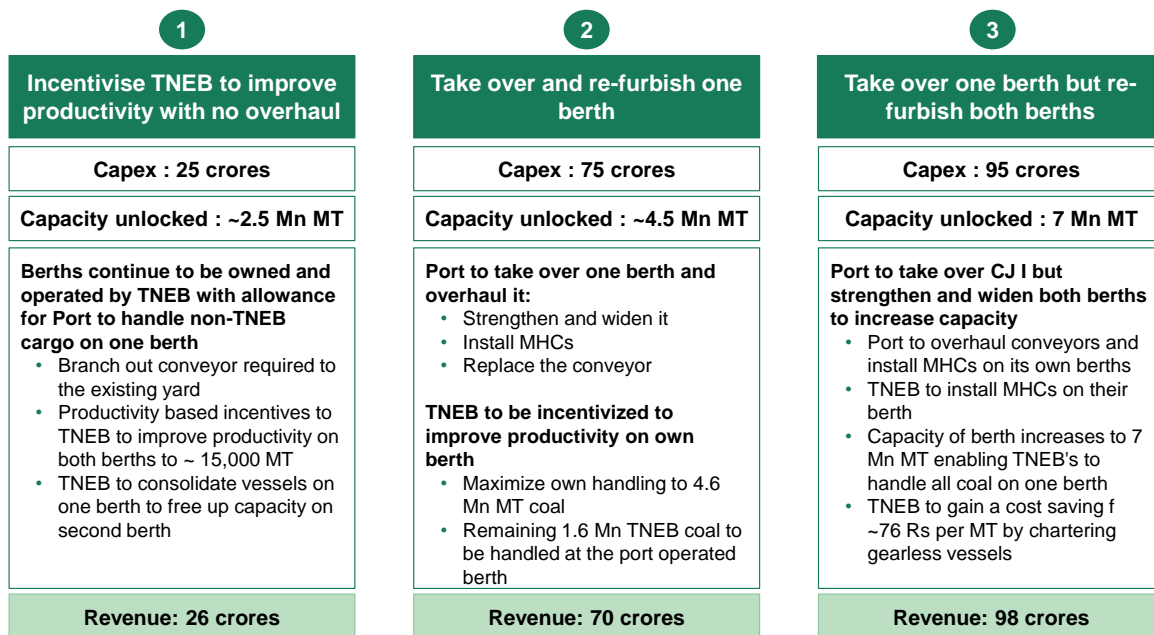 1
Incentivise TNEB to improve
productivity with no overhaul
Capex : 25 crores
Capacity unlocked : ~2.5 Mn MT
Berths continue to be owned and
operated by TNEB with allowance
for Port to handle non-TNEB
cargo on one berth
• Branch out conveyor required to
the existing yard
• Productivity based incentives to
TNEB to improve productivity on
both berths to ~ 15,000 MT
• TNEB to consolidate vessels on
one berth to free up capacity on
second berth
Revenue: 26 crores
2
Take over and re-furbish one
berth
Capex : 75 crores
Capacity unlocked : ~4.5 Mn MT
Port to take over one berth and
overhaul it:
• Strengthen and widen it
• Install MHCs
• Replace the conveyor
TNEB to be incentivized to
improve productivity on own
berth
• Maximize own handling to 4.6
Mn MT coal
• Remaining 1.6 Mn TNEB coal to
be handled at the port operated
berth
Revenue: 70 crores
3
Take over one berth but re-
furbish both berths
Capex : 95 crores
Capacity unlocked : 7 Mn MT
Port to take over CJ I but
strengthen and widen both berths
to increase capacity
• Port to overhaul conveyors and
install MHCs on its own berths
• TNEB to install MHCs on their
berth
• Capacity of berth increases to 7
Mn MT enabling TNEB's to
handle all coal on one berth
• TNEB to gain a cost saving f
~76 Rs per MT by chartering
gearless vessels
Revenue: 98 crores